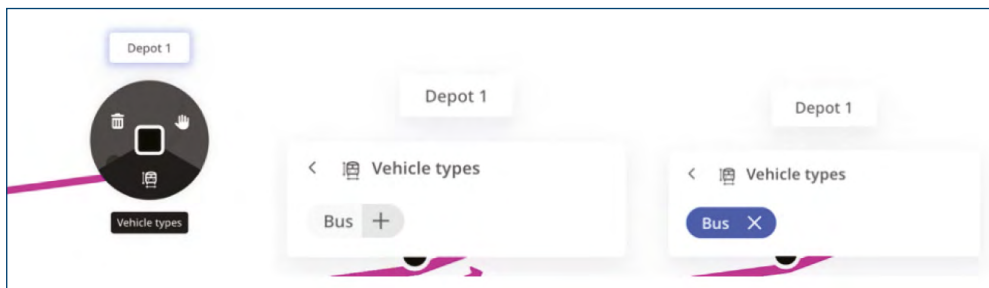 Depot 1
Vehicle types
Depot 1
Vehicle types
Bus +
Depot 1
Vehicle types
Bus X